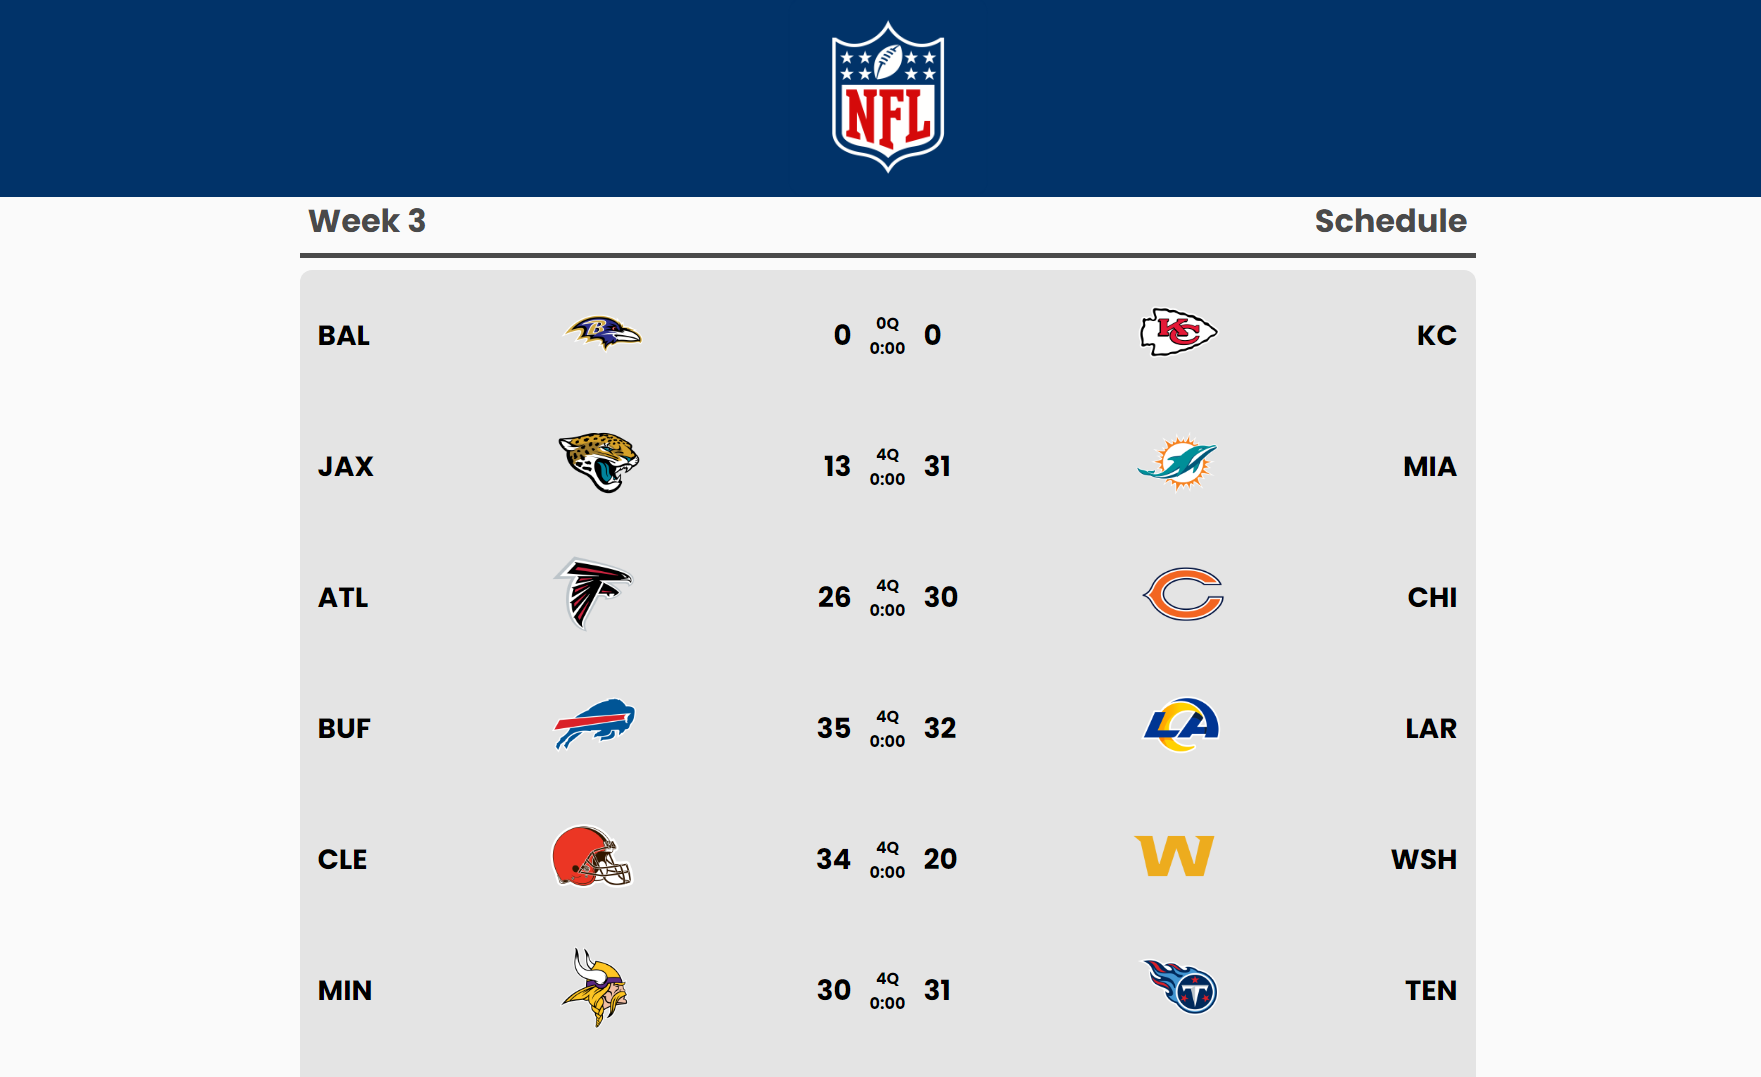 NFL
Week 3 Schedule
BAL 0 0Q 0:00 0 KC
JAX 13 4Q 0:00 31 MIA
ATL 26 4Q 0:00 30 CHI
BUF 35 4Q 0:00 32 LAR
CLE 34 4Q 0:00 20 WSH
MIN 30 4Q 0:00 31 TEN